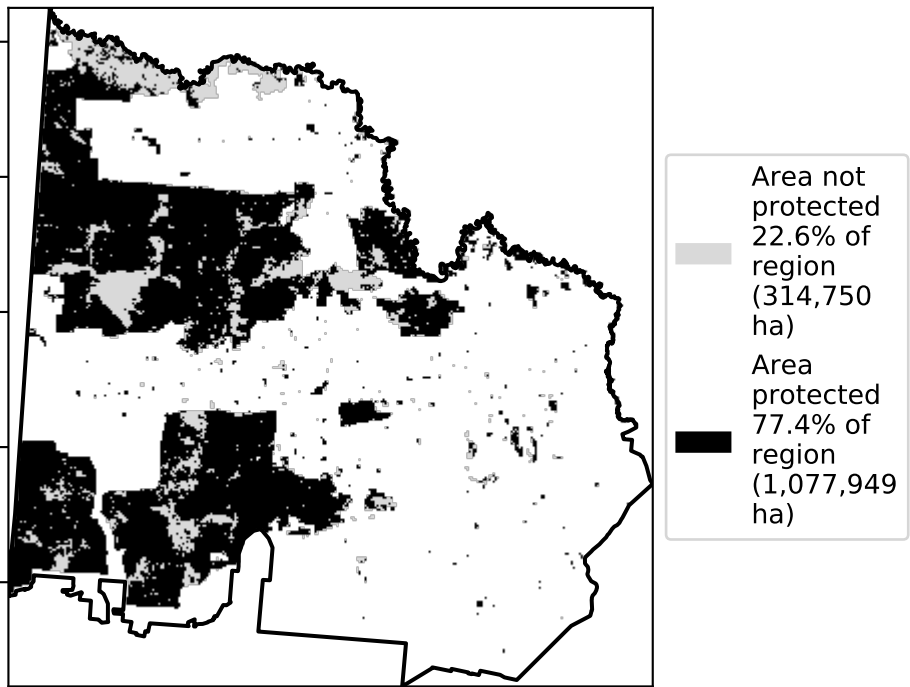 Area not
protected
22.6% of
region
(314,750
ha)
Area
protected
77.4% of
region
(1,077,949
ha)